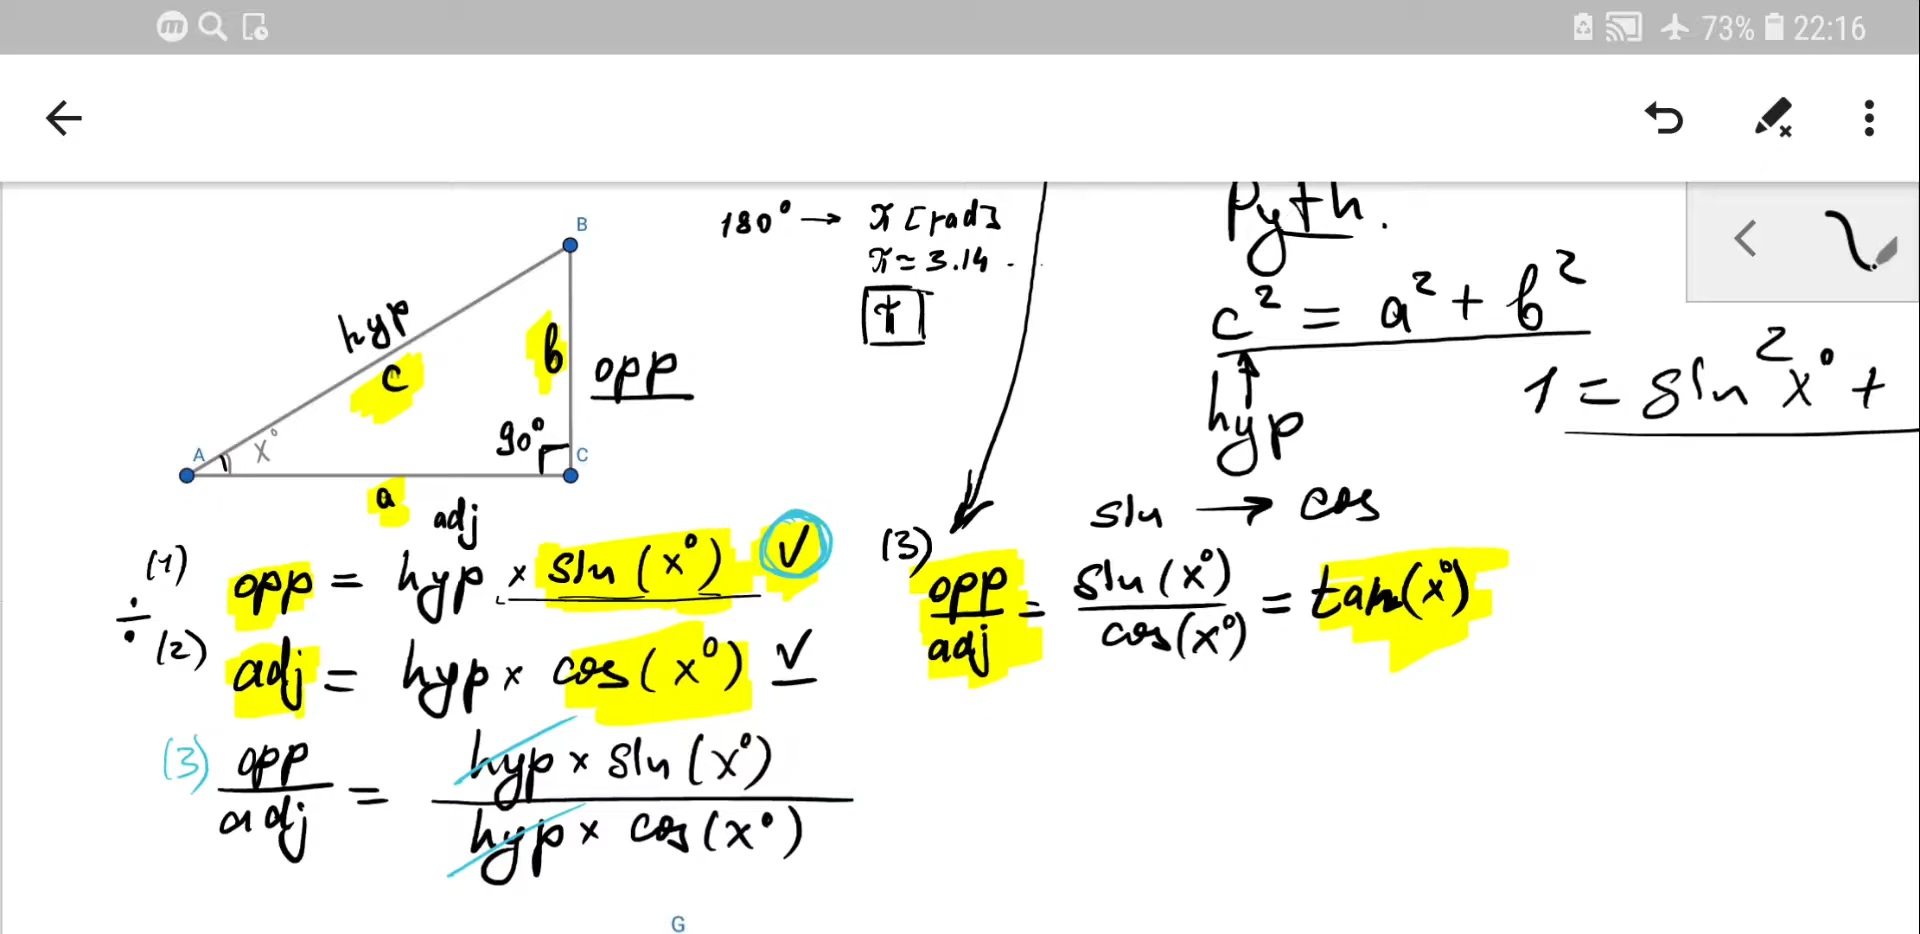 73% 22:16
B
180° → π [rad]
π ≃ 3.14
Pyth.
hyp
c
b
opp
c² = a² + b²
hyp
1 = sin² x° +
A
x°
90°
C
a
adj
sin → cos
(1) opp = hyp × sin (x°) ✓
÷
(2) adj = hyp × cos (x°) ✓
(3) opp/adj = sin (x°)/cos (x°) = tan (x°)
(3) opp/adj = hyp × sin (x°)/hyp × cos (x°)
G